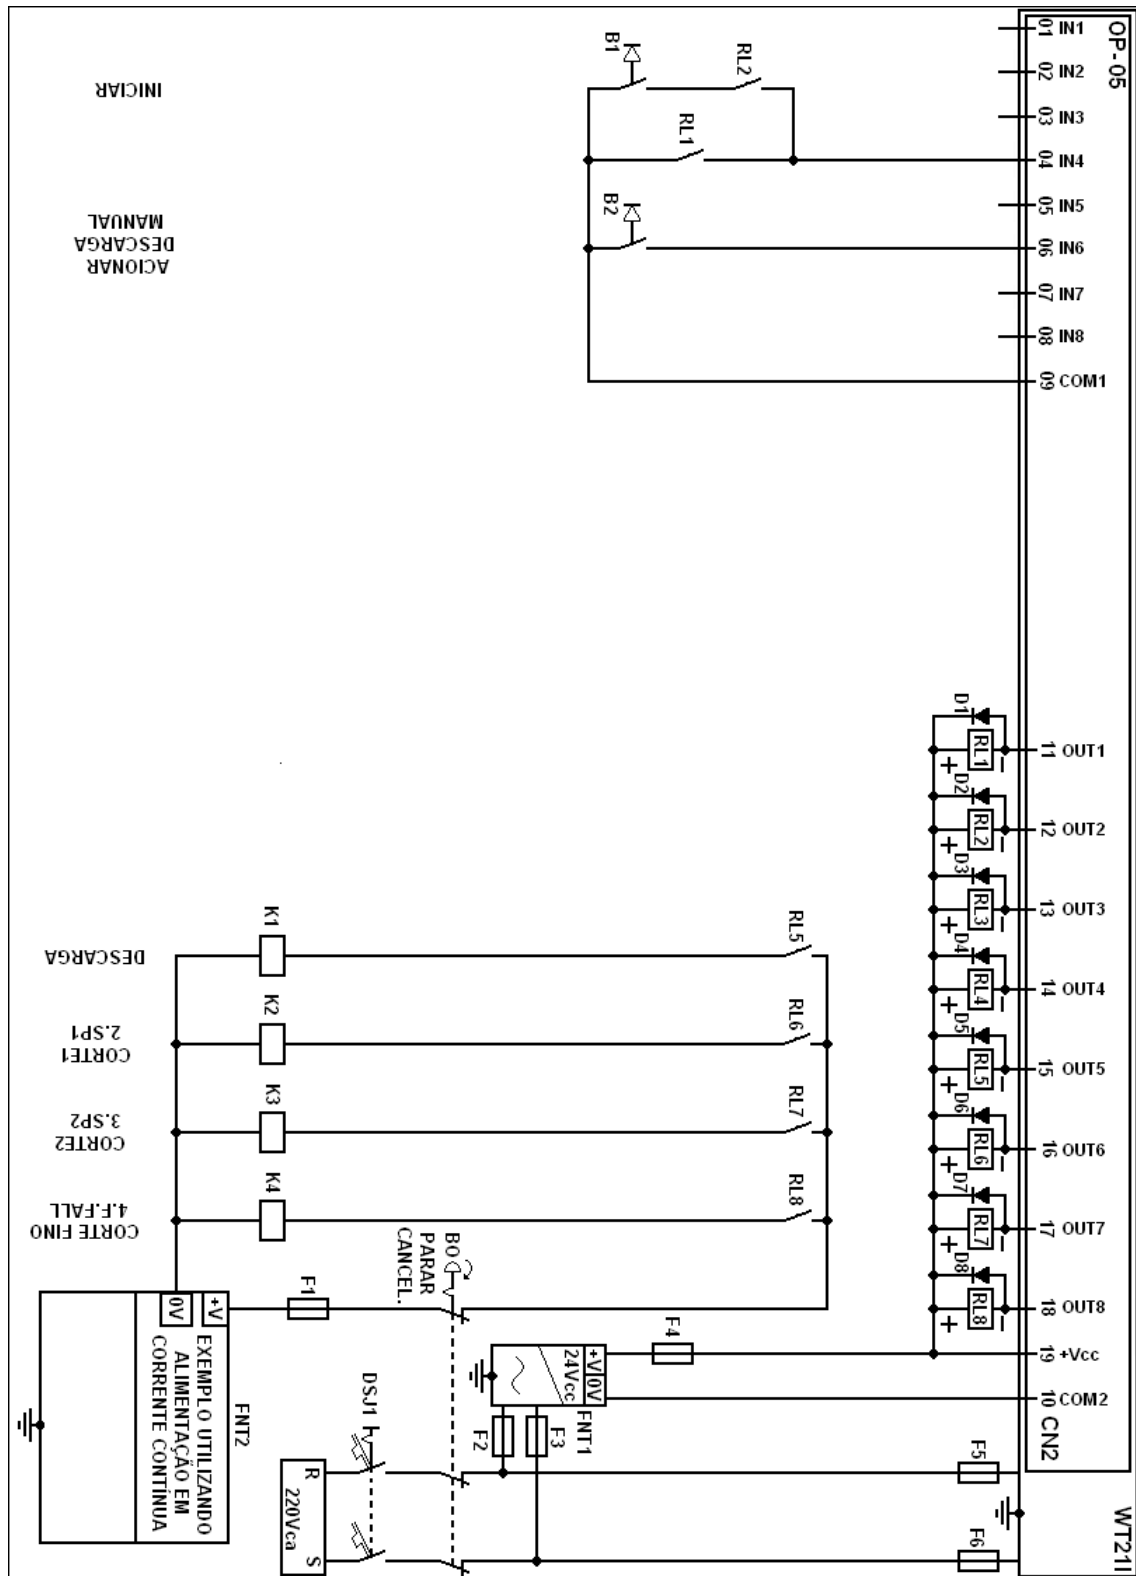 OP-05
01 IN1
02 IN2
03 IN3
04 IN4
05 IN5
06 IN6
07 IN7
08 IN8
09 COM1
B1
RL2
RL1
B2
INICIAR
ACIONAR
DESCARGA
MANUAL
D1
RL1
+
-
11 OUT1
D2
RL2
+
-
12 OUT2
D3
RL3
+
-
13 OUT3
D4
RL4
+
-
14 OUT4
D5
RL5
+
-
15 OUT5
D6
RL6
+
-
16 OUT6
D7
RL7
+
-
17 OUT7
D8
RL8
+
-
18 OUT8
19 +Vcc
10 COM2
CN2
WT21I
DESCARGA
K1
RL5
CORTE1
2.SP1
K2
RL6
CORTE2
3.SP2
K3
RL7
CORTE FINO
4.F.FALL
K4
RL8
BO
PARAR
CANCEL.
F1
F4
+V 0V
24Vcc
FNT1
F2
F3
F5
F6
DSJ1
R 220Vca S
+V
0V
FNT2
EXEMPLO UTILIZANDO
ALIMENTAÇÃO EM
CORRENTE CONTÍNUA